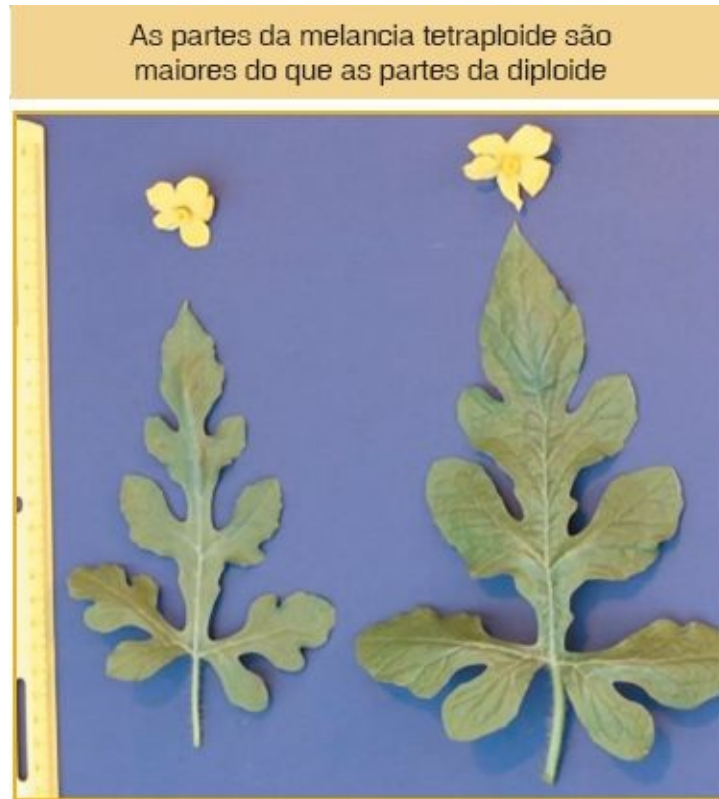 As partes da melancia tetraploide são
maiores do que as partes da diploide